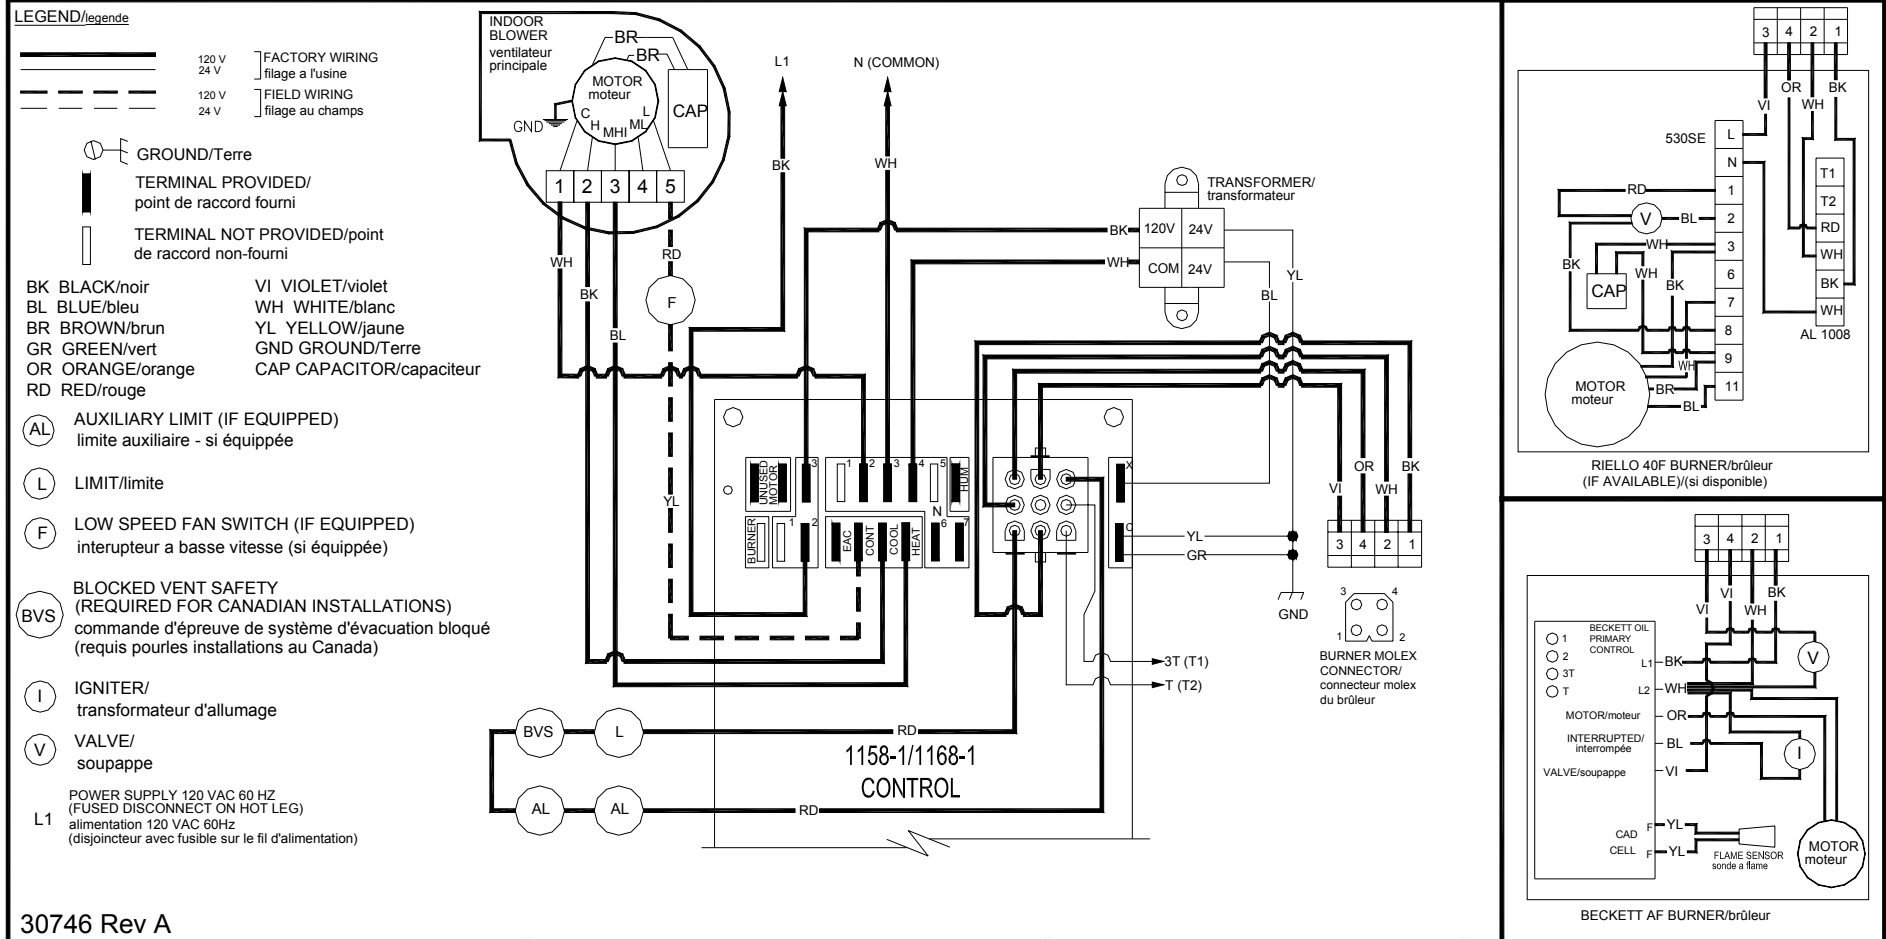 LEGEND/legende
120 V
24 V
FACTORY WIRING
filage a l'usine
120 V
24 V
FIELD WIRING
filage au champs
GROUND/Terre
TERMINAL PROVIDED/
point de raccord fourni
TERMINAL NOT PROVIDED/point
de raccord non-fourni
BK BLACK/noir
BL BLUE/bleu
BR BROWN/brun
GR GREEN/vert
OR ORANGE/orange
RD RED/rouge
VI VIOLET/violet
WH WHITE/blanc
YL YELLOW/jaune
GND GROUND/Terre
CAP CAPACITOR/capaciteur
AL
AUXILIARY LIMIT (IF EQUIPPED)
limite auxiliaire - si équippée
L
LIMIT/limite
F
LOW SPEED FAN SWITCH (IF EQUIPPED)
interupteur a basse vitesse (si équippée)
BVS
BLOCKED VENT SAFETY
(REQUIRED FOR CANADIAN INSTALLATIONS)
commande d'épreuve de système d'évacuation bloqué
(requis pourles installations au Canada)
I
IGNITER/
transformateur d'allumage
V
VALVE/
soupappe
L1
POWER SUPPLY 120 VAC 60 HZ
(FUSED DISCONNECT ON HOT LEG)
alimentation 120 VAC 60Hz
(disjoincteur avec fusible sur le fil d'alimentation)
30746 Rev A
INDOOR
BLOWER
ventilateur
principale
BR
BR
MOTOR
moteur
CAP
GND
C
H
MHI
ML
L
1 2 3 4 5
WH
BK
BL
RD
F
YL
L1
N (COMMON)
BK
WH
TRANSFORMER/
transformateur
BK
120V 24V
WH
COM 24V
YL
BL
UNUSED
MOTOR
3
1
2
3
4
5
HUM
N
BURNER
1
2
EAC
CONT
COOL
HEAT
6
7
X
C
YL
GR
GND
3T (T1)
T (T2)
BVS
L
RD
AL
AL
RD
1158-1/1168-1
CONTROL
VI
OR
WH
BK
3 4 2 1
3
4
1
2
BURNER MOLEX
CONNECTOR/
connecteur molex
du brûleur
3 4 2 1
VI
OR
WH
BK
530SE
L
N
1
2
3
6
7
8
9
11
T1
T2
RD
WH
BK
WH
AL 1008
RD
V
BL
WH
BK
WH
BK
CAP
WH
BR
BL
MOTOR
moteur
RIELLO 40F BURNER/brûleur
(IF AVAILABLE)/(si disponible)
3 4 2 1
VI
VI
WH
BK
BECKETT OIL
PRIMARY
CONTROL
1
2
3T
T
L1
BK
L2
WH
MOTOR/moteur
OR
INTERRUPTED/
interrompée
BL
VALVE/soupappe
VI
V
I
CAD
CELL
F
YL
F
YL
FLAME SENSOR
sonde a flame
MOTOR
moteur
BECKETT AF BURNER/brûleur